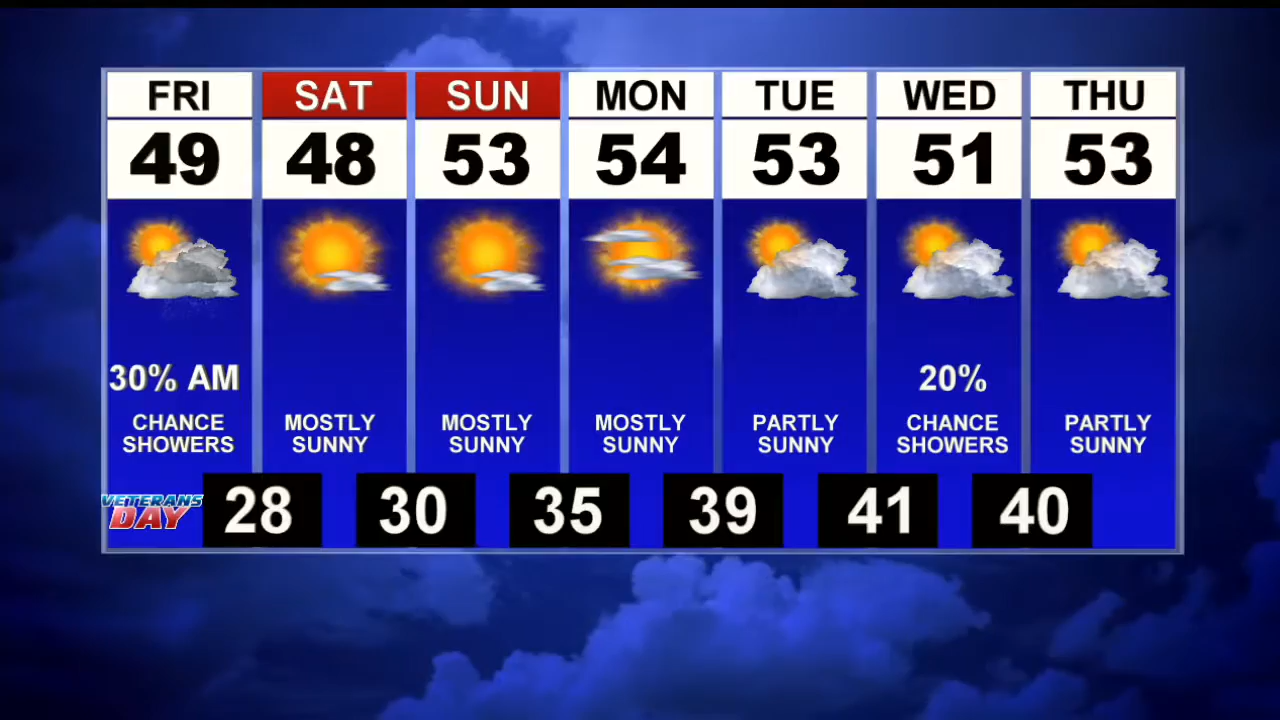 FRI SAT SUN MON TUE WED THU
49 48 53 54 53 51 53
30% AM 20%
CHANCE SHOWERS
MOSTLY SUNNY
MOSTLY SUNNY
MOSTLY SUNNY
PARTLY SUNNY
CHANCE SHOWERS
PARTLY SUNNY
VETERANS DAY
28 30 35 39 41 40